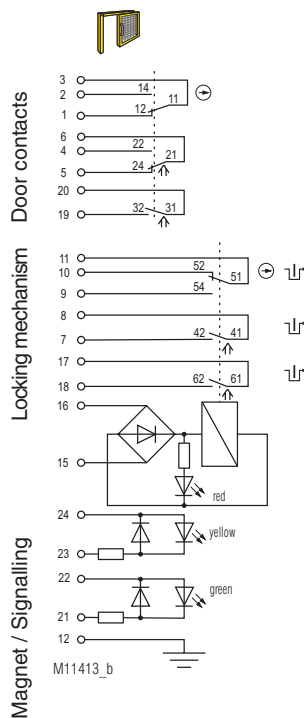 Door contacts
3
2 14
11
1 12
6
4 22
21
5 24
20
19 32 31
Locking mechanism
11
10 52
51
9 54
8
7 42 41
17
18 62 61
Magnet / Signalling
16
15
red
24
yellow
23
22
green
21
12
M11413_b